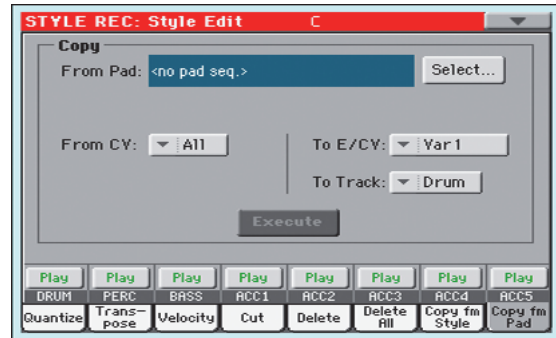 STYLE REC: Style Edit C
Copy
From Pad: <no pad seq.> Select...
From CV: All To E/CV: Var1
To Track: Drum
Execute
Play Play Play Play Play Play Play Play
DRUM PERC BASS ACC1 ACC2 ACC3 ACC4 ACC5
Quantize Trans-pose Velocity Cut Delete Delete All Copy fm Style Copy fm Pad